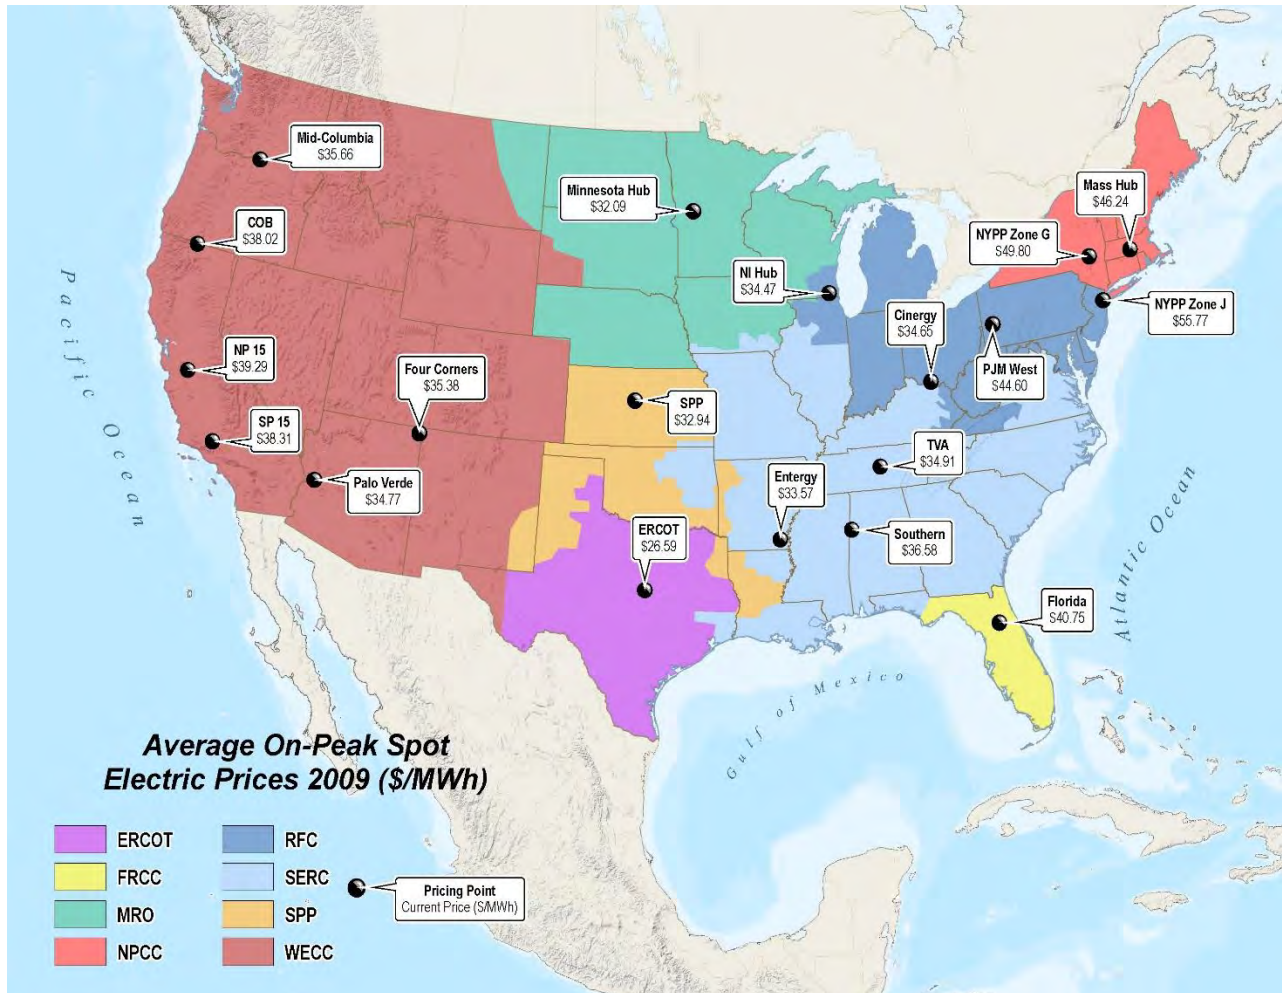 Mid-Columbia
$35.66
COB
$38.02
NP 15
$39.29
SP 15
$38.31
Palo Verde
$34.77
Four Corners
$35.38
Minnesota Hub
$32.09
NI Hub
$34.47
Cinergy
$34.65
PJM West
$44.60
NYPP Zone G
$49.80
Mass Hub
$46.24
NYPP Zone J
$55.77
SPP
$32.94
TVA
$34.91
Entergy
$33.57
Southern
$36.58
ERCOT
$26.59
Florida
$40.75
Pacific Ocean
Atlantic Ocean
Gulf of Mexico
Average On-Peak Spot
Electric Prices 2009 ($/MWh)
ERCOT
FRCC
MRO
NPCC
RFC
SERC
SPP
WECC
Pricing Point
Current Price ($/MWh)